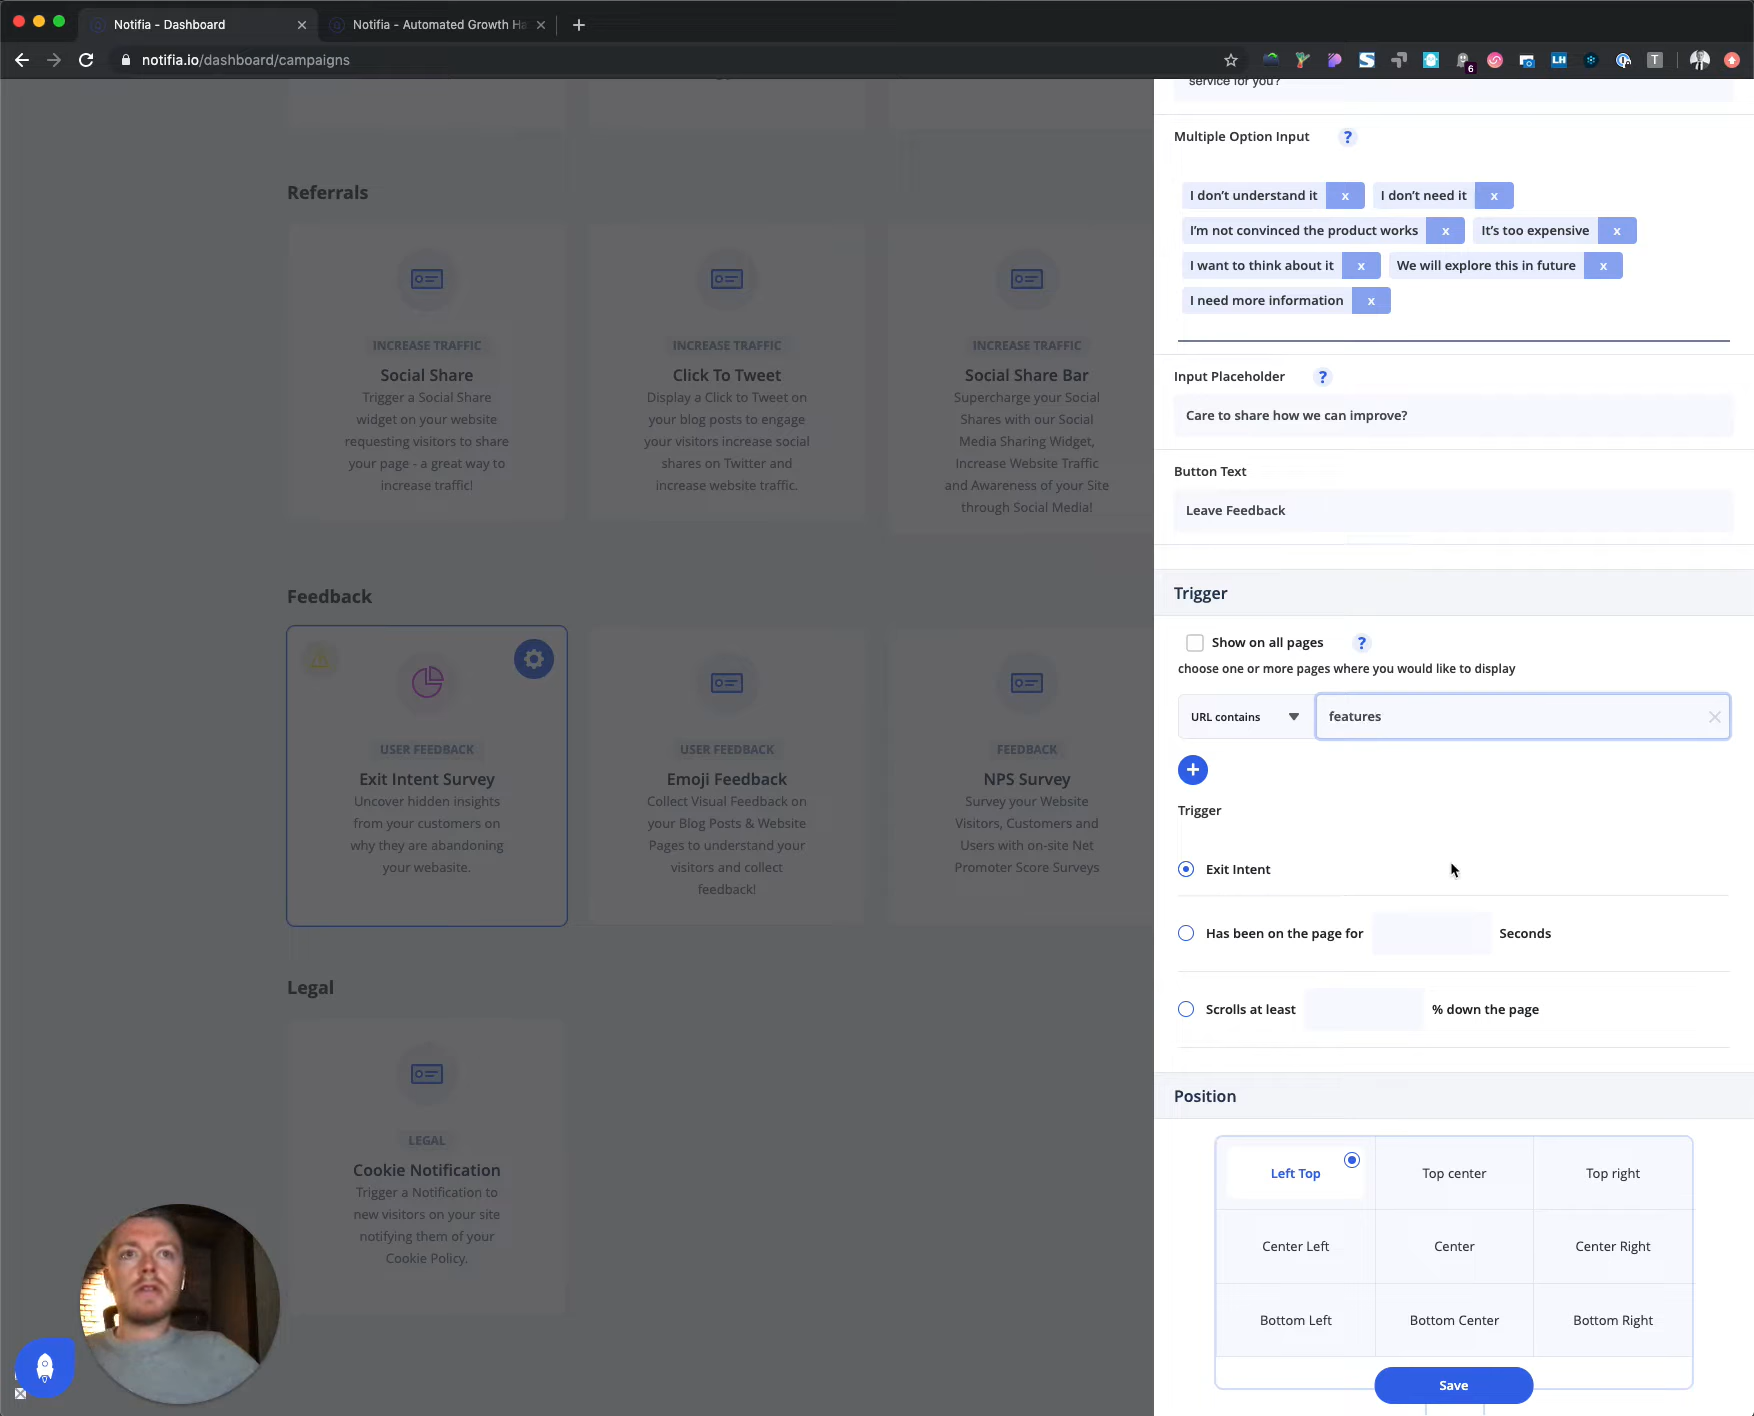 Notifia - Dashboard
Notifia - Automated Growth Ha
notifia.io/dashboard/campaigns
6
LH
T
service for you?
Multiple Option Input ?
I don't understand it x I don't need it x
I'm not convinced the product works x It's too expensive x
I want to think about it x We will explore this in future x
I need more information x
Input Placeholder ?
Care to share how we can improve?
Button Text
Leave Feedback
Trigger
Show on all pages ?
choose one or more pages where you would like to display
URL contains features
+
Trigger
Exit Intent
Has been on the page for Seconds
Scrolls at least % down the page
Position
Left Top Top center Top right
Center Left Center Center Right
Bottom Left Bottom Center Bottom Right
Save
Referrals
INCREASE TRAFFIC
Social Share
Trigger a Social Share
widget on your website
requesting visitors to share
your page - a great way to
increase traffic!
INCREASE TRAFFIC
Click To Tweet
Display a Click to Tweet on
your blog posts to engage
your visitors increase social
shares on Twitter and
increase website traffic.
INCREASE TRAFFIC
Social Share Bar
Supercharge your Social
Shares with our Social
Media Sharing Widget,
Increase Website Traffic
and Awareness of your Site
through Social Media!
Feedback
USER FEEDBACK
Exit Intent Survey
Uncover hidden insights
from your customers on
why they are abandoning
your webasite.
USER FEEDBACK
Emoji Feedback
Collect Visual Feedback on
your Blog Posts & Website
Pages to understand your
visitors and collect
feedback!
FEEDBACK
NPS Survey
Survey your Website
Visitors, Customers and
Users with on-site Net
Promoter Score Surveys
Legal
LEGAL
Cookie Notification
Trigger a Notification to
new visitors on your site
notifying them of your
Cookie Policy.